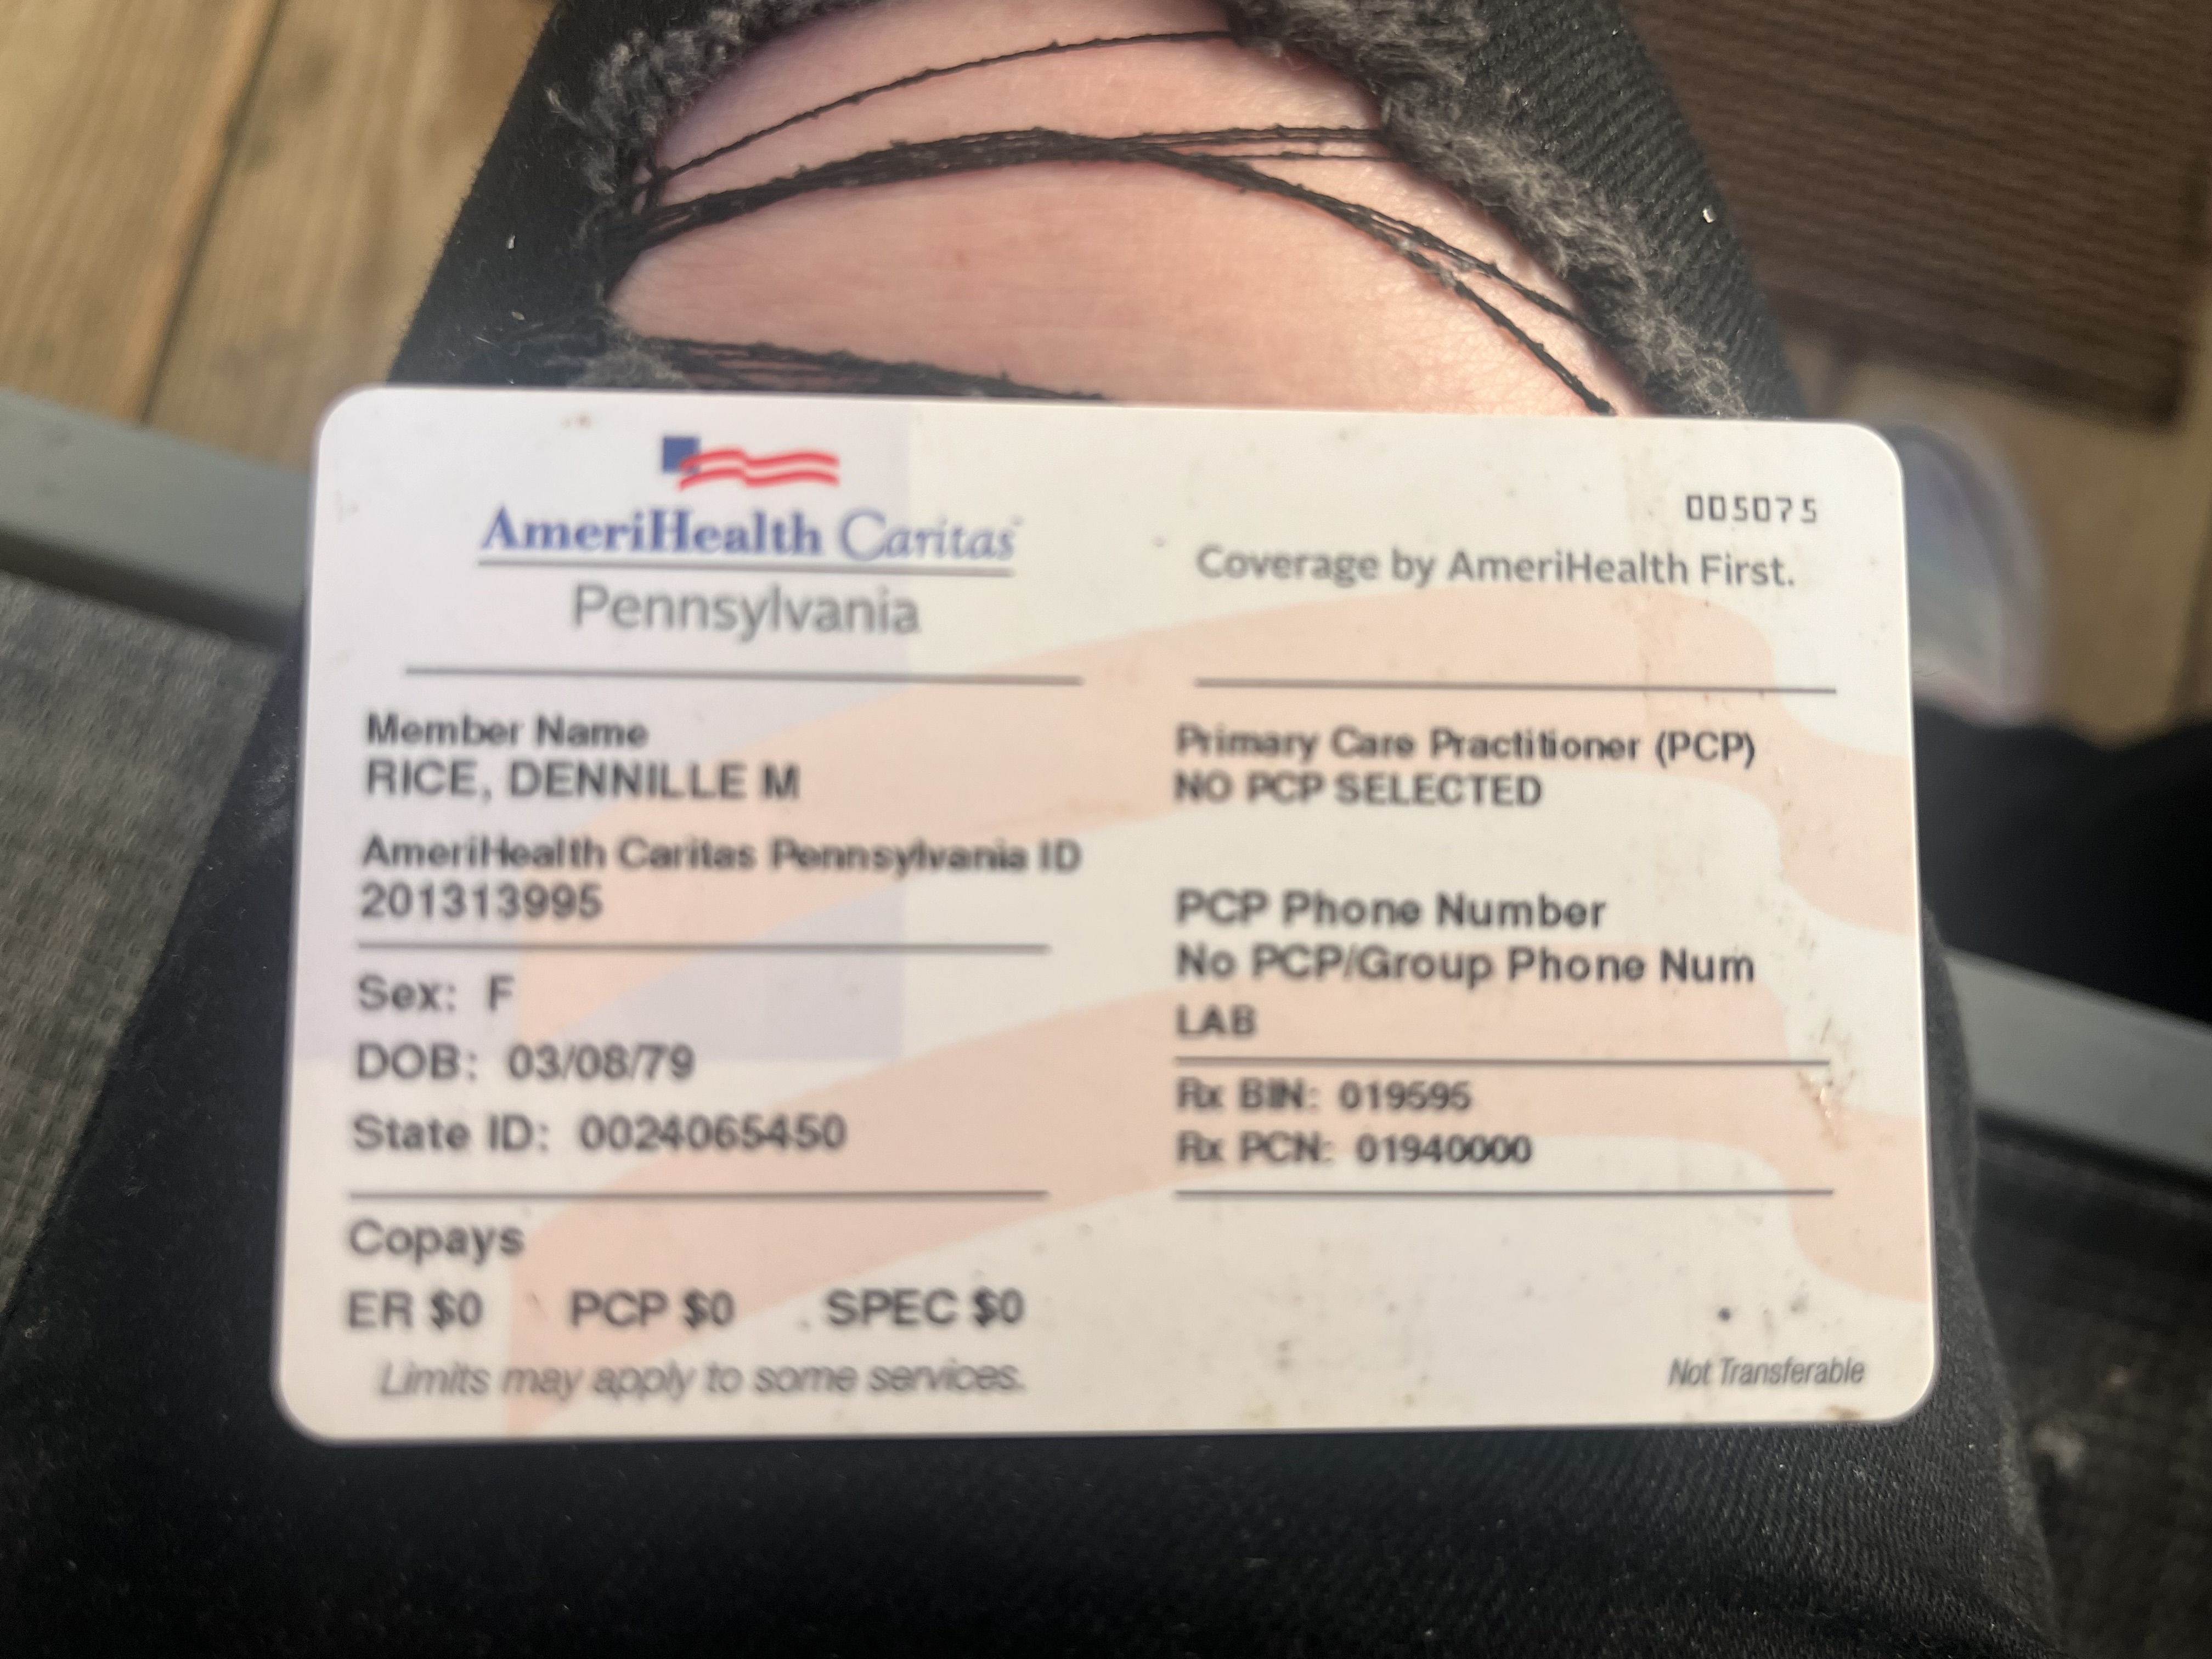 AmeriHealth Caritas
Pennsylvania
005075
Coverage by AmeriHealth First.
Member Name
RICE, DENNILLE M
AmeriHealth Caritas Pennsylvania ID
201313995
Sex: F
DOB: 03/08/79
State ID: 0024065450
Copays
ER $0 PCP $0 SPEC $0
Limits may apply to some services.
Primary Care Practitioner (PCP)
NO PCP SELECTED
PCP Phone Number
No PCP/Group Phone Num
LAB
Rx BIN: 019595
Rx PCN: 01940000
Not Transferable